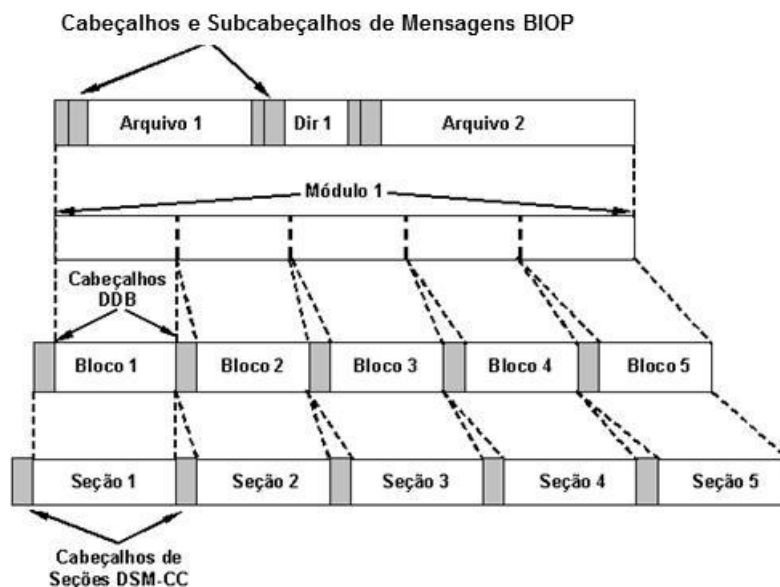 Cabeçalhos e Subcabeçalhos de Mensagens BIOP
Arquivo 1
Dir 1
Arquivo 2
Módulo 1
Cabeçalhos
DDB
Bloco 1
Bloco 2
Bloco 3
Bloco 4
Bloco 5
Seção 1
Seção 2
Seção 3
Seção 4
Seção 5
Cabeçalhos de
Seções DSM-CC